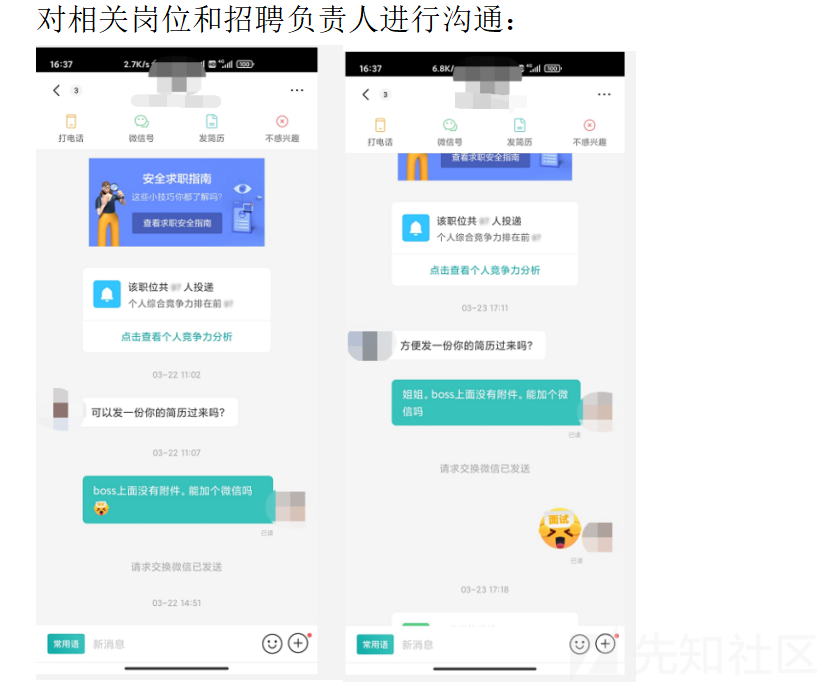 对相关岗位和招聘负责人进行沟通：
16:37
2.7K/s
100
3
打电话
微信号
发简历
不感兴趣
安全求职指南
这些小技巧你都了解吗？
查看求职安全指南
该职位共 人投递
个人综合竞争力排在前
点击查看个人竞争力分析
03-22 11:02
可以发一份你的简历过来吗?
03-22 11:07
boss上面没有附件。能加个微信吗
已读
请求交换微信已发送
03-22 14:51
常用语
新消息
16:37
6.8K/
100
3
打电话
微信号
发简历
不感兴趣
查看求职安全指南
该职位共 人投递
个人综合竞争力排在前
点击查看个人竞争力分析
03-23 17:11
方便发一份你的简历过来吗?
姐姐。boss上面没有附件。能加个微
信吗
已读
请求交换微信已发送
面试
已读
03-23 17:18
常用语
新消息
先知社区